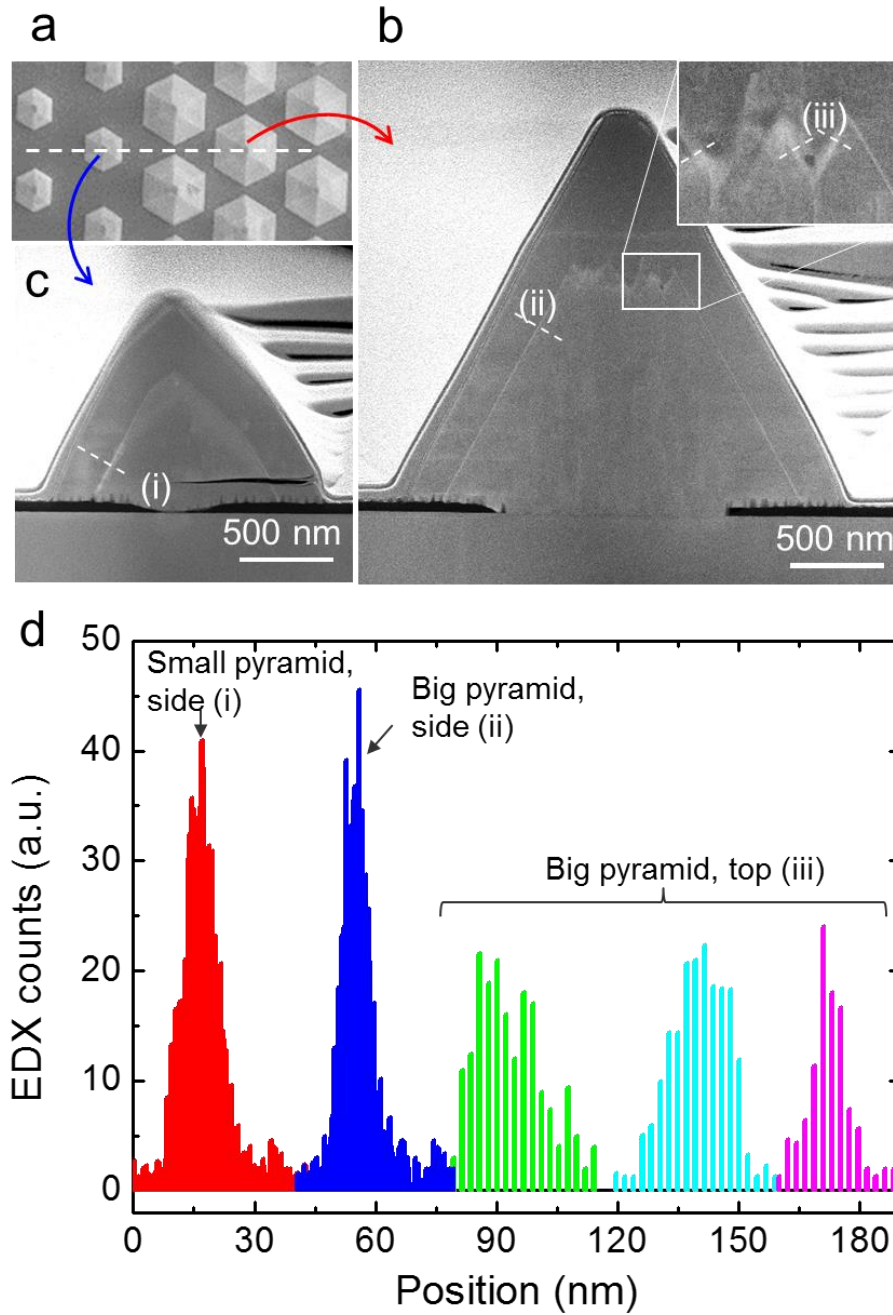 a
b
(iii)
(ii)
c
(i)
500 nm
500 nm
d
50
40
30
20
10
0
EDX counts (a.u.)
Small pyramid,
side (i)
Big pyramid,
side (ii)
Big pyramid, top (iii)
0 30 60 90 120 150 180
Position (nm)